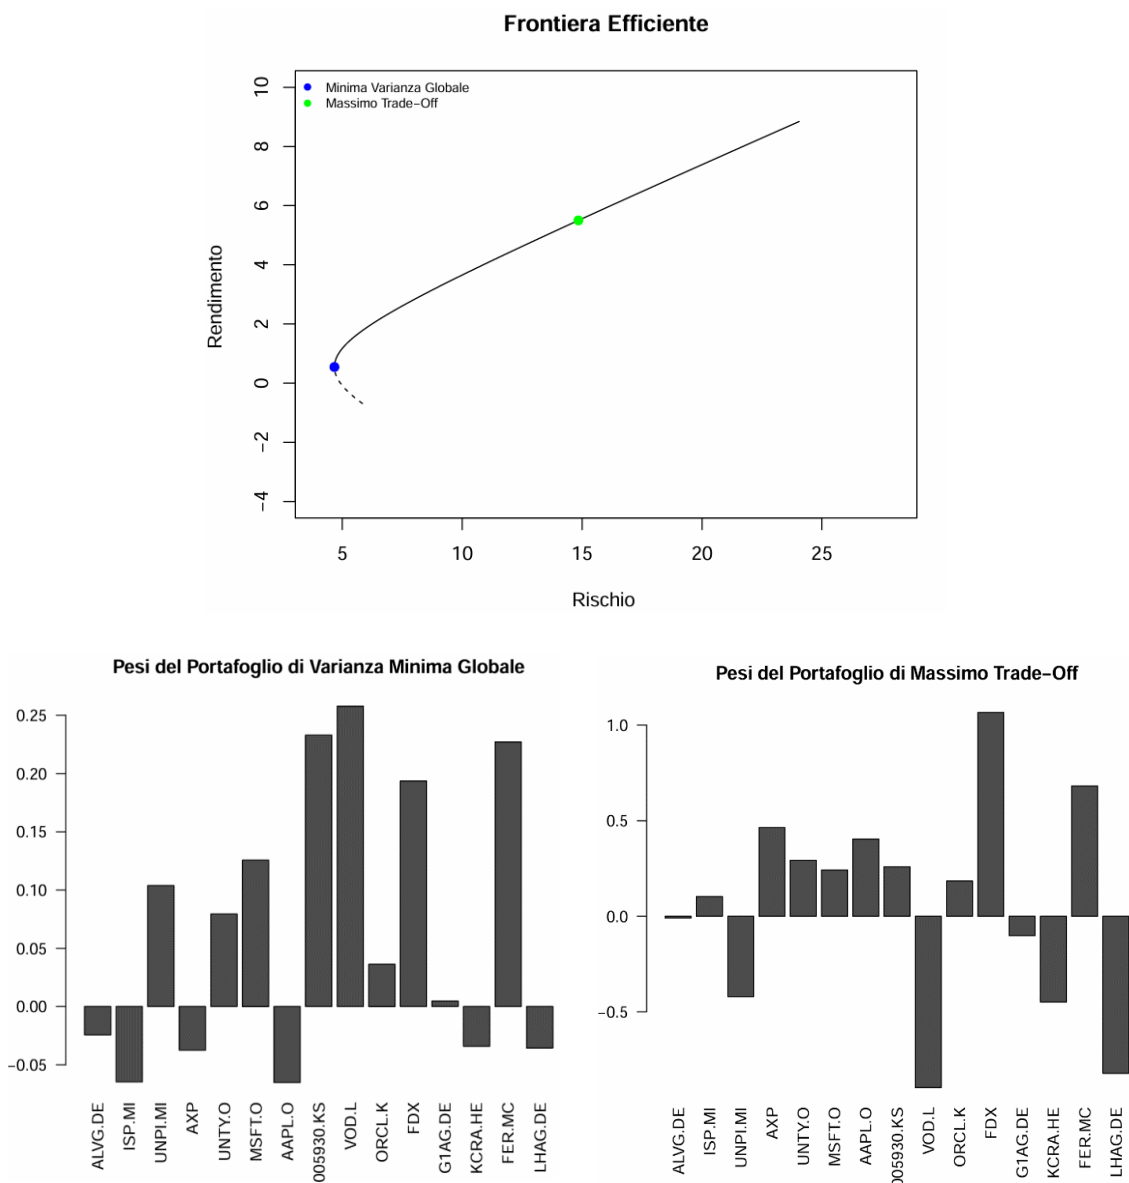 Frontiera Efficiente
Minima Varianza Globale
Massimo Trade−Off
10
8
6
4
2
0
−2
−4
Rendimento
5 10 15 20 25
Rischio
Pesi del Portafoglio di Varianza Minima Globale
0.25
0.20
0.15
0.10
0.05
0.00
−0.05
ALVG.DE
ISP.MI
UNPI.MI
AXP
UNTY.O
MSFT.O
AAPL.O
005930.KS
VOD.L
ORCL.K
FDX
G1AG.DE
KCRA.HE
FER.MC
LHAG.DE
Pesi del Portafoglio di Massimo Trade−Off
1.0
0.5
0.0
−0.5
ALVG.DE
ISP.MI
UNPI.MI
AXP
UNTY.O
MSFT.O
AAPL.O
005930.KS
VOD.L
ORCL.K
FDX
G1AG.DE
KCRA.HE
FER.MC
LHAG.DE